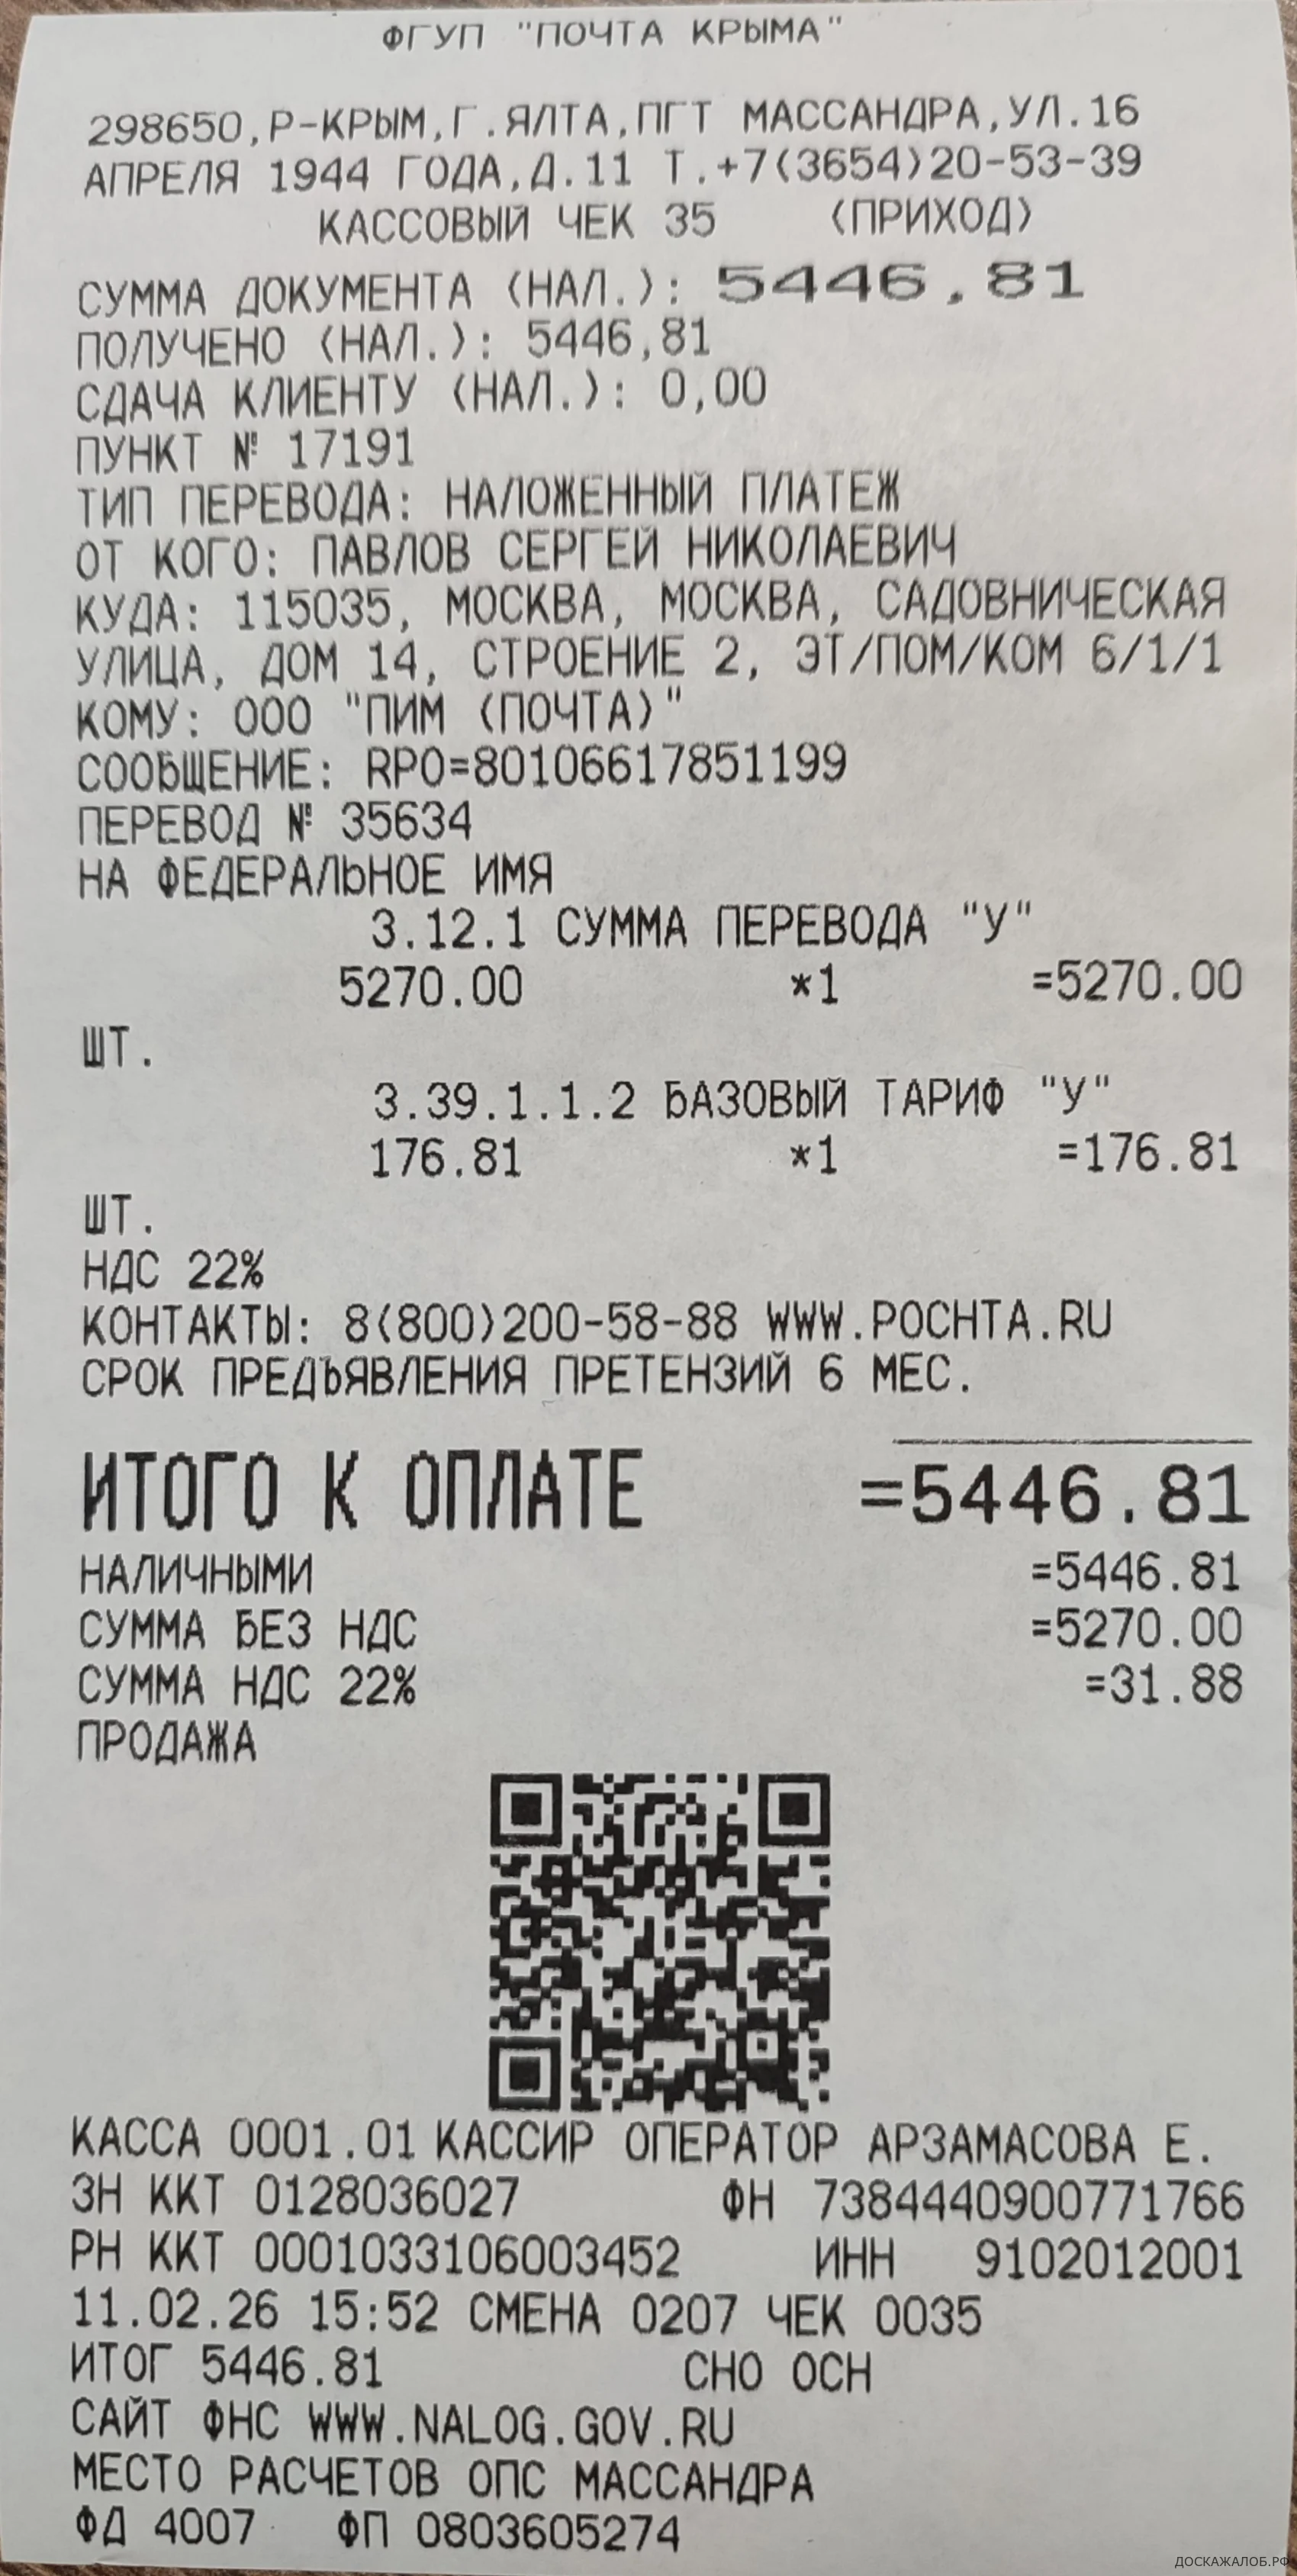 ФГУП "ПОЧТА КРЫМА"
298650,Р-КРЫМ,Г.ЯЛТА,ПГТ МАССАНДРА,УЛ.16
АПРЕЛЯ 1944 ГОДА,Д.11 Т.+7(3654)20-53-39
КАССОВЫЙ ЧЕК 35 (ПРИХОД)
СУММА ДОКУМЕНТА (НАЛ.): 5446,81
ПОЛУЧЕНО (НАЛ.): 5446,81
СДАЧА КЛИЕНТУ (НАЛ.): 0,00
ПУНКТ № 17191
ТИП ПЕРЕВОДА: НАЛОЖЕННЫЙ ПЛАТЕЖ
ОТ КОГО: ПАВЛОВ СЕРГЕЙ НИКОЛАЕВИЧ
КУДА: 115035, МОСКВА, МОСКВА, САДОВНИЧЕСКАЯ
УЛИЦА, ДОМ 14, СТРОЕНИЕ 2, ЭТ/ПОМ/КОМ 6/1/1
КОМУ: ООО "ПИМ (ПОЧТА)"
СООБЩЕНИЕ: RPO=80106617851199
ПЕРЕВОД № 35634
НА ФЕДЕРАЛЬНОЕ ИМЯ
3.12.1 СУММА ПЕРЕВОДА "У"
5270.00 *1 =5270.00
ШТ.
3.39.1.1.2 БАЗОВЫЙ ТАРИФ "У"
176.81 *1 =176.81
ШТ.
НДС 22%
КОНТАКТЫ: 8(800)200-58-88 WWW.POCHTA.RU
СРОК ПРЕДЪЯВЛЕНИЯ ПРЕТЕНЗИЙ 6 МЕС.
ИТОГО К ОПЛАТЕ =5446.81
НАЛИЧНЫМИ =5446.81
СУММА БЕЗ НДС =5270.00
СУММА НДС 22% =31.88
ПРОДАЖА
КАССА 0001.01 КАССИР ОПЕРАТОР АРЗАМАСОВА Е.
ЗН ККТ 0128036027 ФН 7384440900771766
РН ККТ 0001033106003452 ИНН 9102012001
11.02.26 15:52 СМЕНА 0207 ЧЕК 0035
ИТОГ 5446.81 СНО ОСН
САЙТ ФНС WWW.NALOG.GOV.RU
МЕСТО РАСЧЕТОВ ОПС МАССАНДРА
ФД 4007 ФП 0803605274
ДОСКАЖАЛОБ.РФ